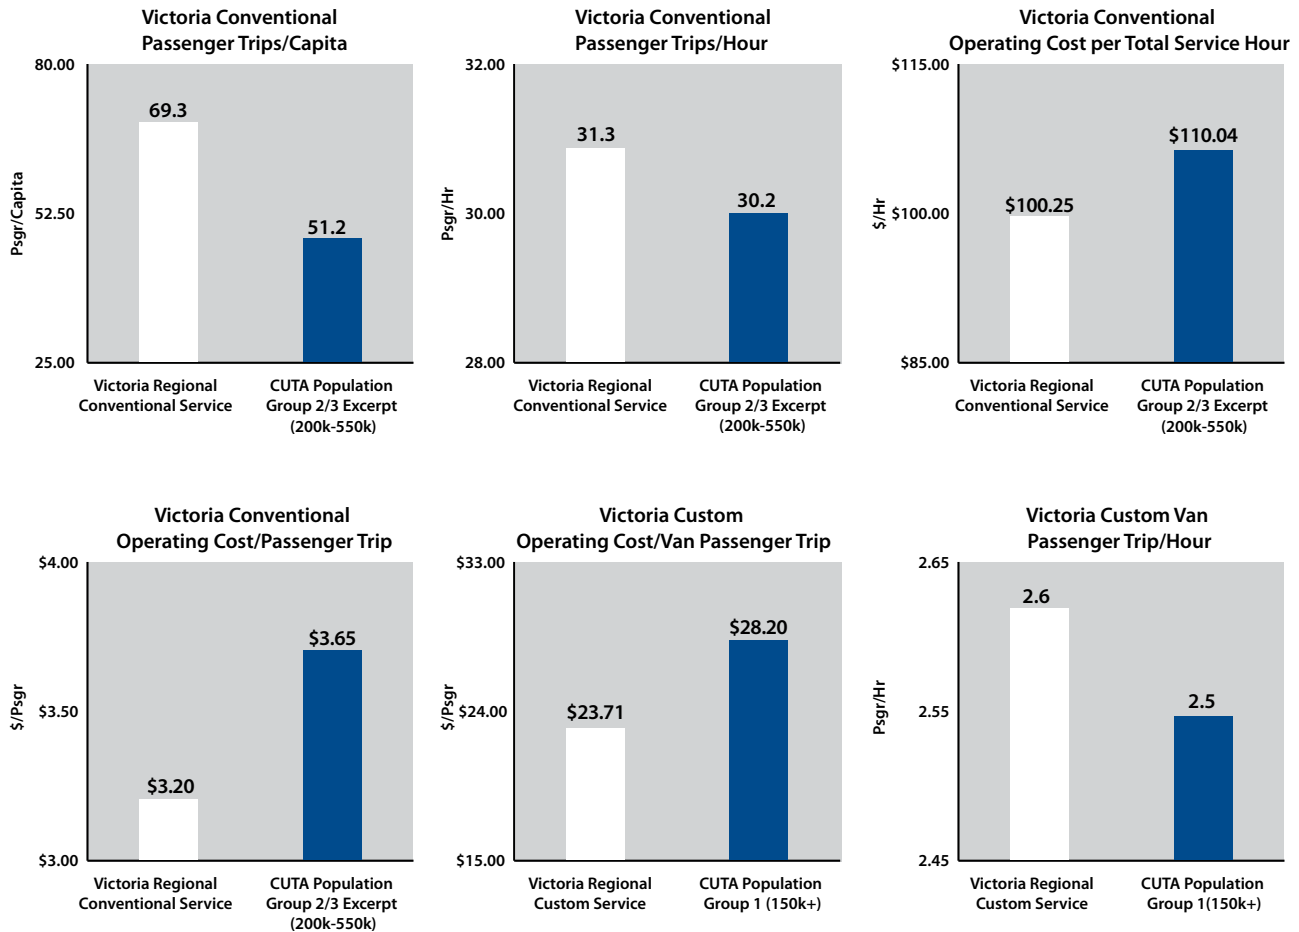 Victoria Conventional
Passenger Trips/Capita
80.00
69.3
52.50
51.2
25.00
Psgr/Capita
Victoria Regional
Conventional Service
CUTA Population
Group 2/3 Excerpt
(200k-550k)
Victoria Conventional
Passenger Trips/Hour
32.00
31.3
30.00
30.2
28.00
Psgr/Hr
Victoria Regional
Conventional Service
CUTA Population
Group 2/3 Excerpt
(200k-550k)
Victoria Conventional
Operating Cost per Total Service Hour
$115.00
$110.04
$100.25
$100.00
$85.00
$/Hr
Victoria Regional
Conventional Service
CUTA Population
Group 2/3 Excerpt
(200k-550k)
Victoria Conventional
Operating Cost/Passenger Trip
$4.00
$3.65
$3.50
$3.20
$3.00
$/Psgr
Victoria Regional
Conventional Service
CUTA Population
Group 2/3 Excerpt
(200k-550k)
Victoria Custom
Operating Cost/Van Passenger Trip
$33.00
$28.20
$24.00
$23.71
$15.00
$/Psgr
Victoria Regional
Custom Service
CUTA Population
Group 1 (150k+)
Victoria Custom Van
Passenger Trip/Hour
2.65
2.6
2.55
2.5
2.45
Psgr/Hr
Victoria Regional
Custom Service
CUTA Population
Group 1(150k+)